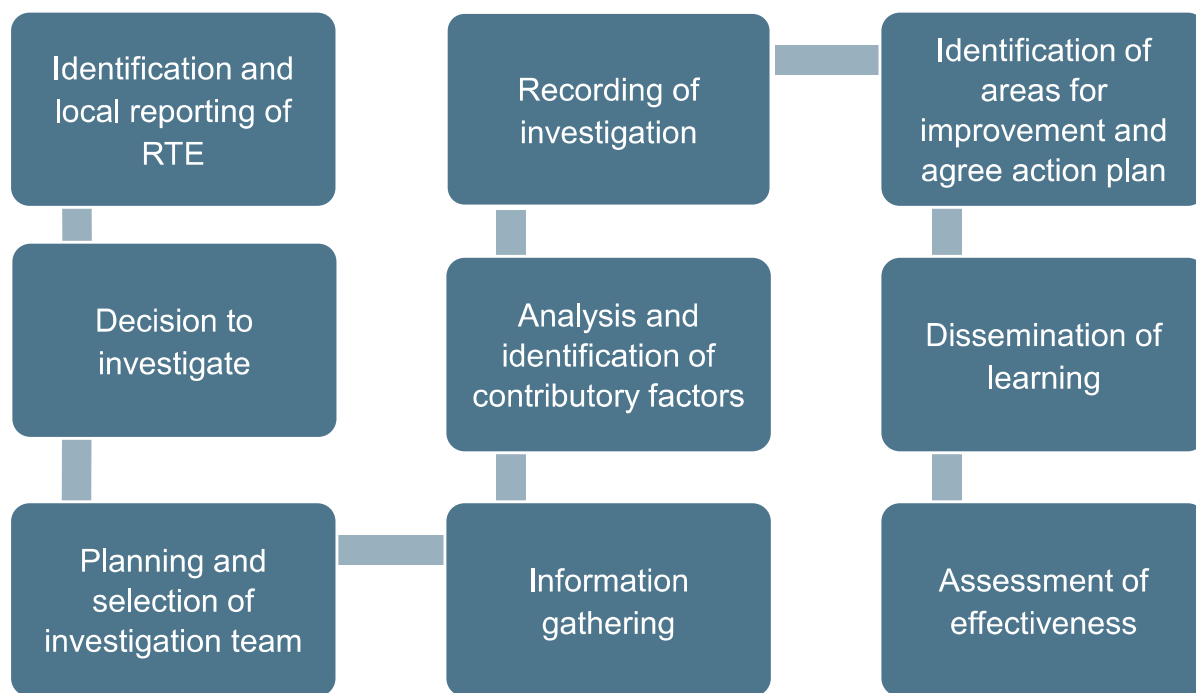 Identification and
local reporting of
RTE
Decision to
investigate
Planning and
selection of
investigation team
Information
gathering
Analysis and
identification of
contributory factors
Recording of
investigation
Identification of
areas for
improvement and
agree action plan
Dissemination of
learning
Assessment of
effectiveness